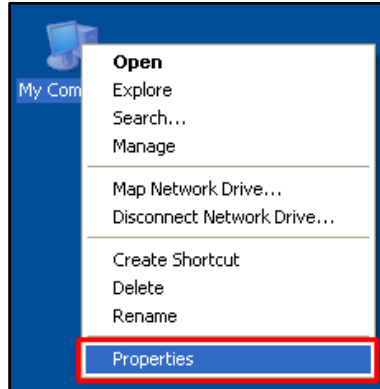 My Com
Open
Explore
Search...
Manage
Map Network Drive...
Disconnect Network Drive...
Create Shortcut
Delete
Rename
Properties